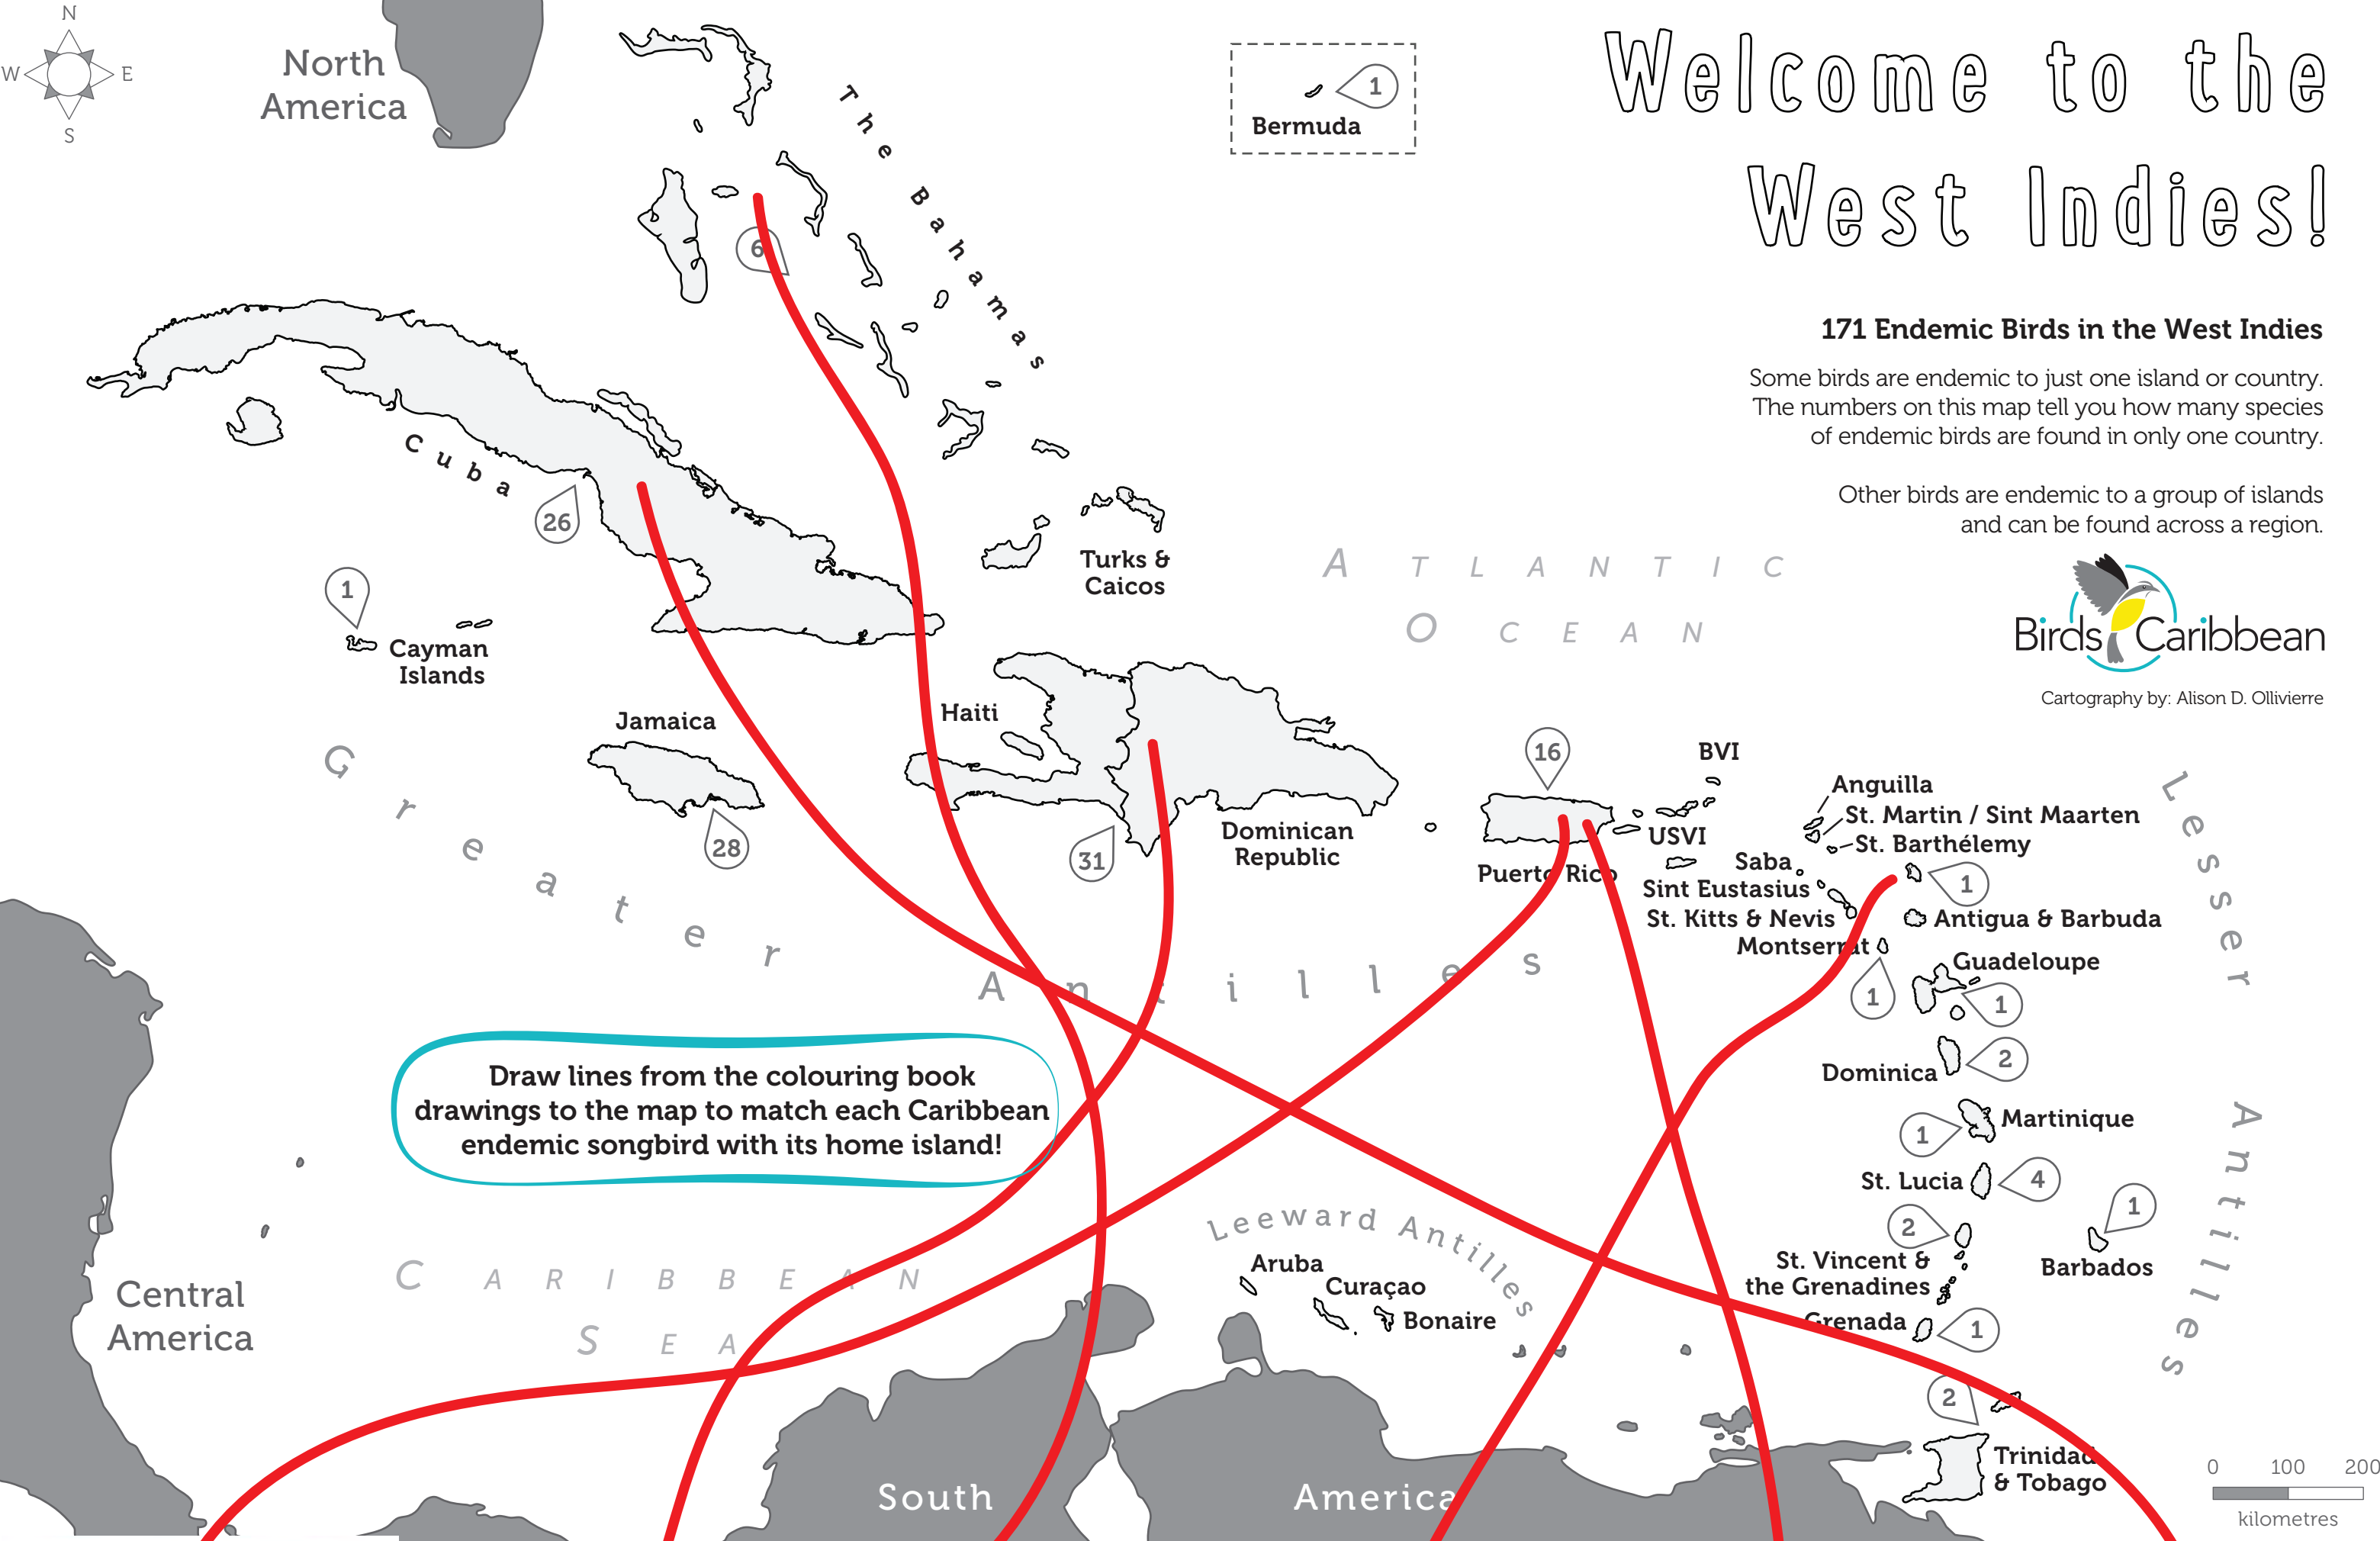 N
W
E
S
North
America
The Bahamas
1
Bermuda
Welcome to the
West Indies!
6
171 Endemic Birds in the West Indies
Some birds are endemic to just one island or country.
The numbers on this map tell you how many species
of endemic birds are found in only one country.
Other birds are endemic to a group of islands
and can be found across a region.
Birds Caribbean
Cartography by: Alison D. Ollivierre
Cuba
26
Turks &
Caicos
ATLANTIC
OCEAN
1
Cayman
Islands
Jamaica
28
Haiti
31
Dominican
Republic
16
Puerto Rico
BVI
USVI
Anguilla
St. Martin / Sint Maarten
St. Barthélemy
Saba
Sint Eustasius
St. Kitts & Nevis
1
Antigua & Barbuda
Montserrat
1
Guadeloupe
1
Dominica
2
Martinique
1
St. Lucia
4
2
St. Vincent &
the Grenadines
1
Barbados
Grenada
1
2
Trinidad
& Tobago
Greater Antilles
Lesser Antilles
Draw lines from the colouring book
drawings to the map to match each Caribbean
endemic songbird with its home island!
Leeward Antilles
Aruba
Curaçao
Bonaire
CARIBBEAN
SEA
Central
America
South America
0 100 200
kilometres